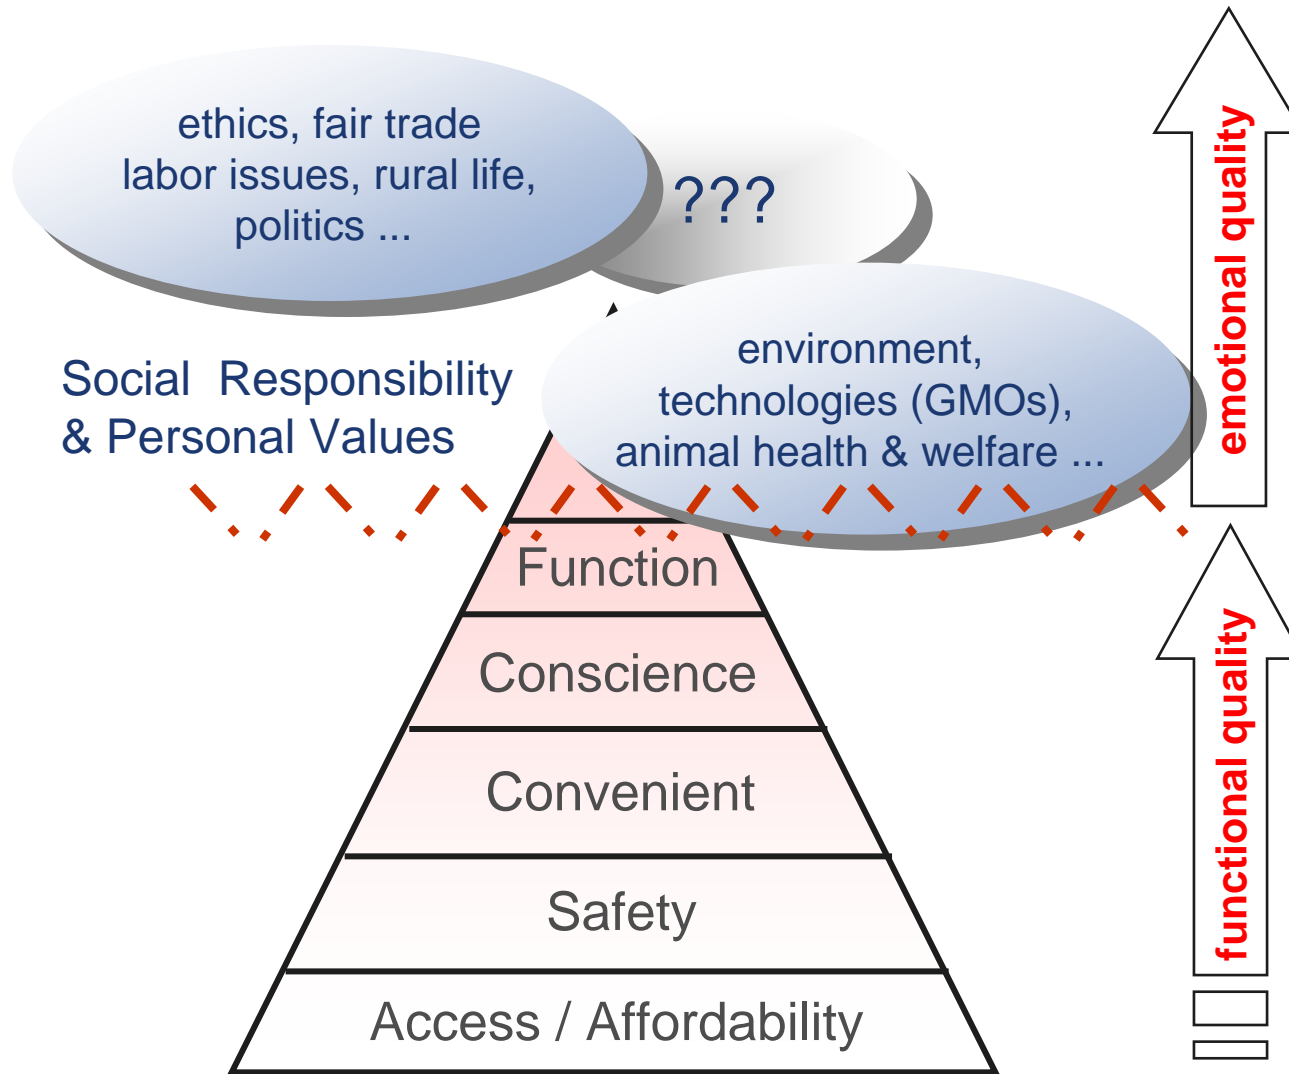 ethics, fair trade
labor issues, rural life,
politics ...
???
Social Responsibility
& Personal Values
environment,
technologies (GMOs),
animal health & welfare ...
emotional quality
Function
Conscience
Convenient
Safety
Access / Affordability
functional quality